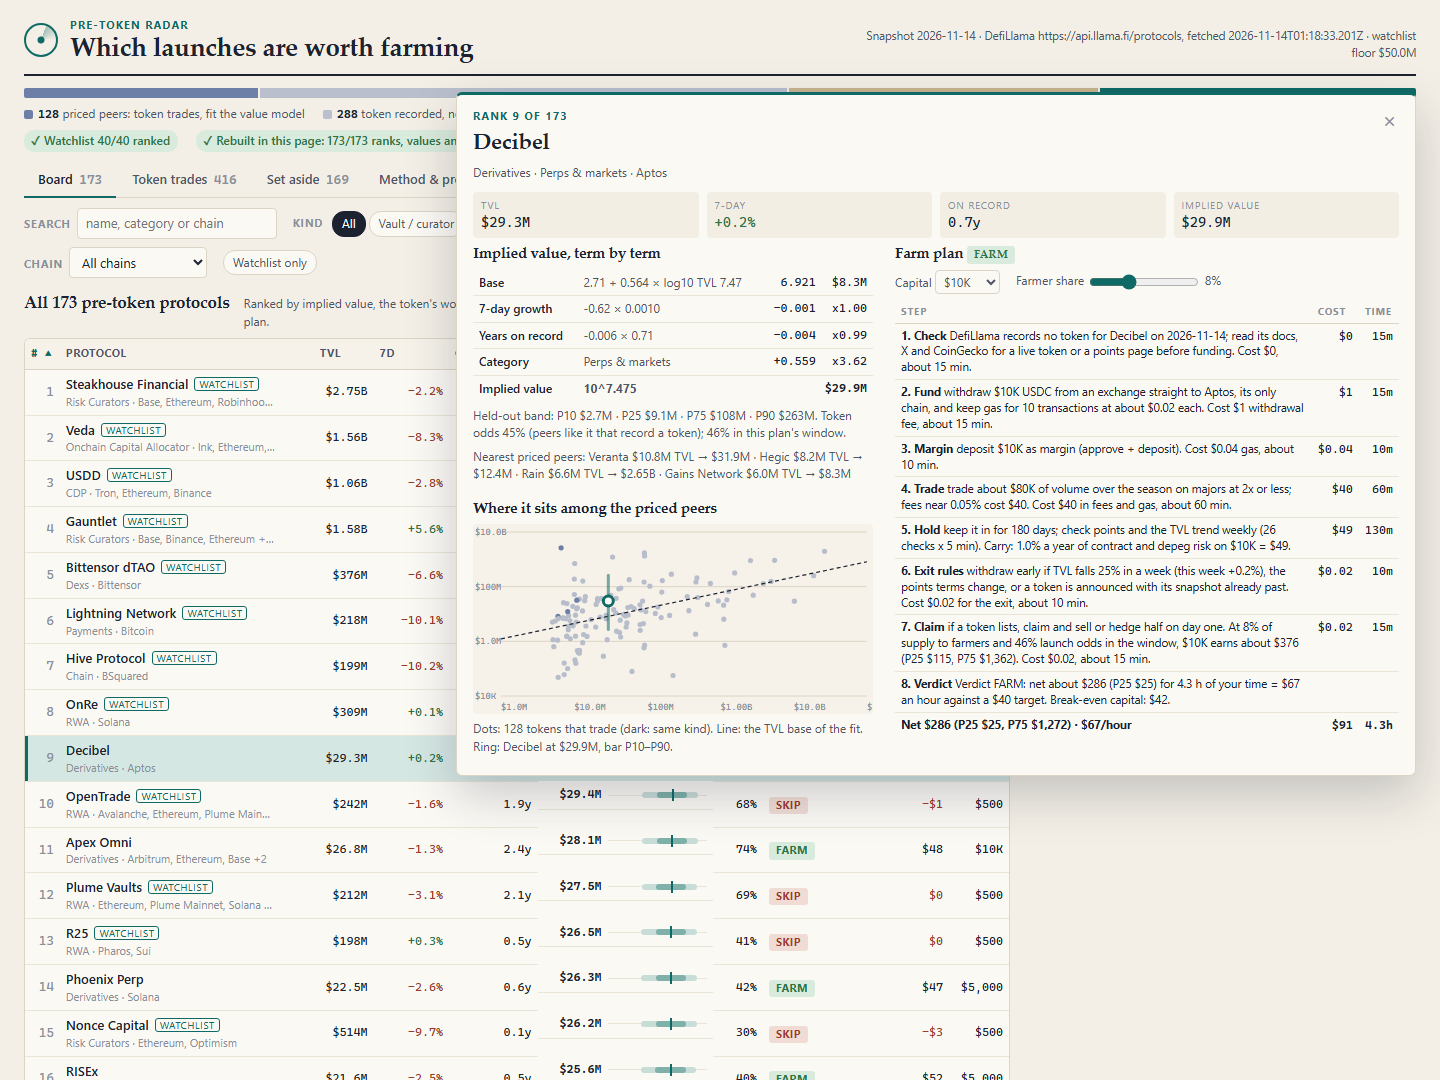 PRE-TOKEN RADAR
Which launches are worth farming
Snapshot 2026-11-14 · DefiLlama https://api.llama.fi/protocols, fetched 2026-11-14T01:18:33.201Z · watchlist
floor $50.0M
128 priced peers: token trades, fit the value model
288 token recorded,
✓ Watchlist 40/40 ranked
✓ Rebuilt in this page: 173/173 ranks, values
Board 173
Token trades 416
Set aside 169
Method &
SEARCH name, category or chain
KIND All Vault / curator
CHAIN All chains Watchlist only
All 173 pre-token protocols
Ranked by implied value, the token's
plan.
# ▲ PROTOCOL TVL 7D
1 Steakhouse Financial WATCHLIST $2.75B −2.2%
Risk Curators · Base, Ethereum, Robinhoo...
2 Veda WATCHLIST $1.56B −8.3%
Onchain Capital Allocator · Ink, Ethereum,...
3 USDD WATCHLIST $1.06B −2.8%
CDP · Tron, Ethereum, Binance
4 Gauntlet WATCHLIST $1.58B +5.6%
Risk Curators · Base, Binance, Ethereum +...
5 Bittensor dTAO WATCHLIST $376M −6.6%
Dexs · Bittensor
6 Lightning Network WATCHLIST $218M −10.1%
Payments · Bitcoin
7 Hive Protocol WATCHLIST $199M −10.2%
Chain · BSquared
8 OnRe WATCHLIST $309M +0.1%
RWA · Solana
9 Decibel $29.3M +0.2%
Derivatives · Aptos
10 OpenTrade WATCHLIST $242M −1.6% 1.9y $29.4M 68% SKIP −$1 $500
RWA · Avalanche, Ethereum, Plume Main...
11 Apex Omni $26.8M −1.3% 2.4y $28.1M 74% FARM $48 $10K
Derivatives · Arbitrum, Ethereum, Base +2
12 Plume Vaults WATCHLIST $212M −3.1% 2.1y $27.5M 69% SKIP $0 $500
RWA · Ethereum, Plume Mainnet, Solana ...
13 R25 WATCHLIST $198M +0.3% 0.5y $26.5M 41% SKIP $0 $500
RWA · Pharos, Sui
14 Phoenix Perp $22.5M −2.6% 0.6y $26.3M 42% FARM $47 $5,000
Derivatives · Solana
15 Nonce Capital WATCHLIST $514M −9.7% 0.1y $26.2M 30% SKIP −$3 $500
Risk Curators · Ethereum, Optimism
16 RISEx $21.6M −2.5% 0.5y $25.6M 40% FARM $52 $5,000
RANK 9 OF 173
×
Decibel
Derivatives · Perps & markets · Aptos
TVL
$29.3M
7-DAY
+0.2%
ON RECORD
0.7y
IMPLIED VALUE
$29.9M
Implied value, term by term
Base 2.71 + 0.564 × log10 TVL 7.47 6.921 $8.3M
7-day growth -0.62 × 0.0010 −0.001 x1.00
Years on record -0.006 × 0.71 −0.004 x0.99
Category Perps & markets +0.559 x3.62
Implied value 10^7.475 $29.9M
Held-out band: P10 $2.7M · P25 $9.1M · P75 $108M · P90 $263M. Token
odds 45% (peers like it that record a token); 46% in this plan's window.
Nearest priced peers: Veranta $10.8M TVL → $31.9M · Hegic $8.2M TVL →
$12.4M · Rain $6.6M TVL → $2.65B · Gains Network $6.0M TVL → $8.3M
Where it sits among the priced peers
$10.0B
$100M
$1.0M
$10K
$1.0M $10.0M $100M $1.00B $10.0B $
Dots: 128 tokens that trade (dark: same kind). Line: the TVL base of the fit.
Ring: Decibel at $29.9M, bar P10–P90.
Farm plan FARM
Capital $10K Farmer share 8%
STEP COST TIME
1. Check DefiLlama records no token for Decibel on 2026-11-14; read its docs, $0 15m
X and CoinGecko for a live token or a points page before funding. Cost $0,
about 15 min.
2. Fund withdraw $10K USDC from an exchange straight to Aptos, its only $1 15m
chain, and keep gas for 10 transactions at about $0.02 each. Cost $1 withdrawal
fee, about 15 min.
3. Margin deposit $10K as margin (approve + deposit). Cost $0.04 gas, about $0.04 10m
10 min.
4. Trade trade about $80K of volume over the season on majors at 2x or less; $40 60m
fees near 0.05% cost $40. Cost $40 in fees and gas, about 60 min.
5. Hold keep it in for 180 days; check points and the TVL trend weekly (26 $49 130m
checks x 5 min). Carry: 1.0% a year of contract and depeg risk on $10K = $49.
6. Exit rules withdraw early if TVL falls 25% in a week (this week +0.2%), the $0.02 10m
points terms change, or a token is announced with its snapshot already past.
Cost $0.02 for the exit, about 10 min.
7. Claim if a token lists, claim and sell or hedge half on day one. At 8% of $0.02 15m
supply to farmers and 46% launch odds in the window, $10K earns about $376
(P25 $115, P75 $1,362). Cost $0.02, about 15 min.
8. Verdict Verdict FARM: net about $286 (P25 $25) for 4.3 h of your time = $67
an hour against a $40 target. Break-even capital: $42.
Net $286 (P25 $25, P75 $1,272) · $67/hour $91 4.3h